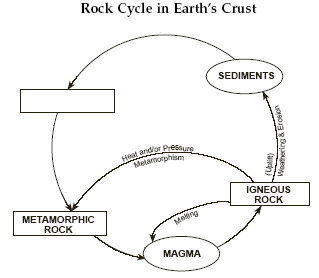 Rock Cycle in Earth's Crust
SEDIMENTS
(Uplift)
Weathering & Erosion
Heat and/or Pressure
Metamorphism
IGNEOUS
ROCK
METAMORPHIC
ROCK
Melting
MAGMA